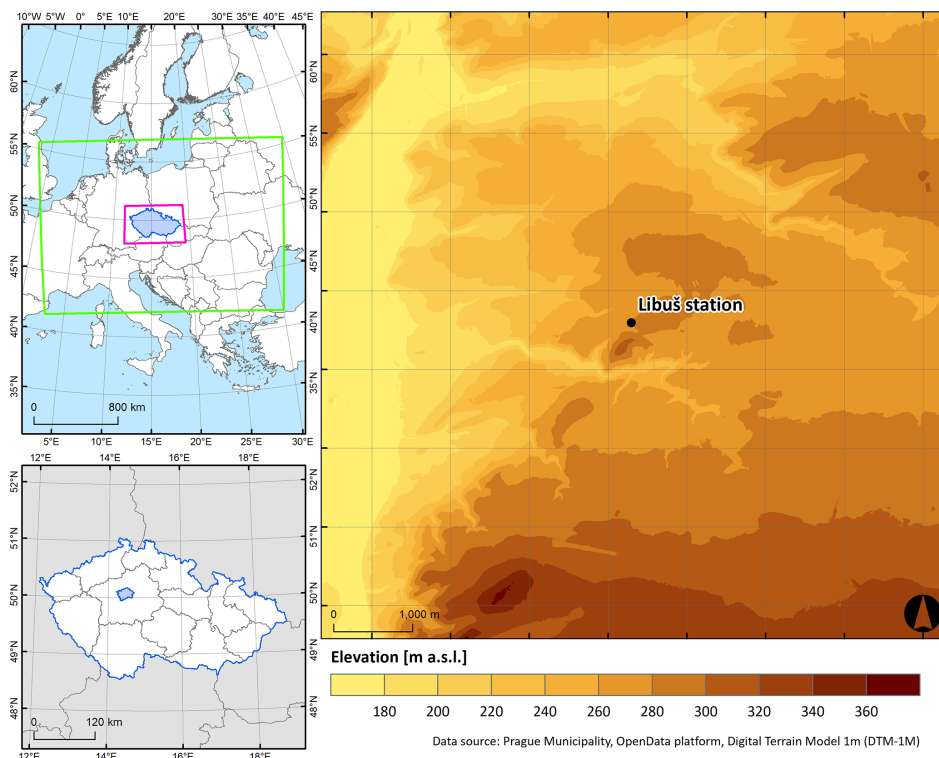 10°W 5°W 0° 5°E 10°E 15°E 20°E 25°E 30°E 35°E 40°E 45°E
60°N 60°N
55°N 55°N
50°N 50°N
45°N 45°N
40°N 40°N
35°N 35°N
0 800 km
5°E 10°E 15°E 20°E 25°E 30°E
12°E 14°E 16°E 18°E
52°N 52°N
51°N 51°N
50°N 50°N
49°N 49°N
48°N 48°N
0 120 km
12°E 14°E 16°E 18°E
Libuš station
0 1,000 m
Elevation [m a.s.l.]
180 200 220 240 260 280 300 320 340 360
Data source: Prague Municipality, OpenData platform, Digital Terrain Model 1m (DTM-1M)